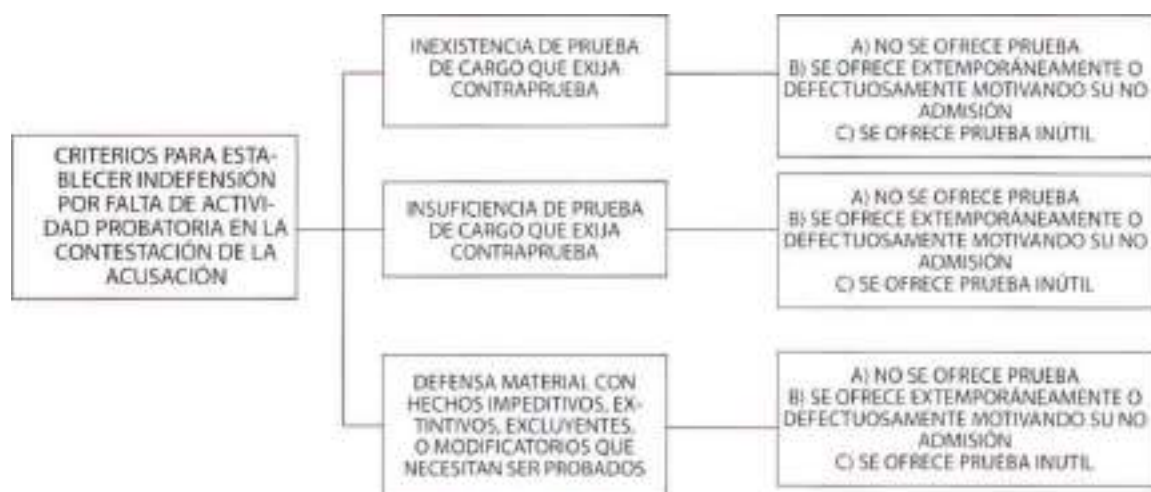 CRITERIOS PARA ESTA-
BLECER INDEFENSIÓN
POR FALTA DE ACTIVI-
DAD PROBATORIA EN LA
CONTESTACIÓN DE LA
ACUSACIÓN
INEXISTENCIA DE PRUEBA
DE CARGO QUE EXIJA
CONTRAPRUEBA
A) NO SE OFRECE PRUEBA
B) SE OFRECE EXTEMPORÁNEAMENTE O
DEFECTUOSAMENTE MOTIVANDO SU NO
ADMISIÓN
C) SE OFRECE PRUEBA INÚTIL
INSUFICIENCIA DE PRUEBA
DE CARGO QUE EXIJA
CONTRAPRUEBA
A) NO SE OFRECE PRUEBA
B) SE OFRECE EXTEMPORÁNEAMENTE O
DEFECTUOSAMENTE MOTIVANDO SU NO
ADMISIÓN
C) SE OFRECE PRUEBA INÚTIL
DEFENSA MATERIAL CON
HECHOS IMPEDITIVOS, EX-
TINTIVOS, EXCLUYENTES,
O MODIFICATORIOS QUE
NECESITAN SER PROBADOS
A) NO SE OFRECE PRUEBA
B) SE OFRECE EXTEMPORÁNEAMENTE O
DEFECTUOSAMENTE MOTIVANDO SU NO
ADMISIÓN
C) SE OFRECE PRUEBA INUTIL